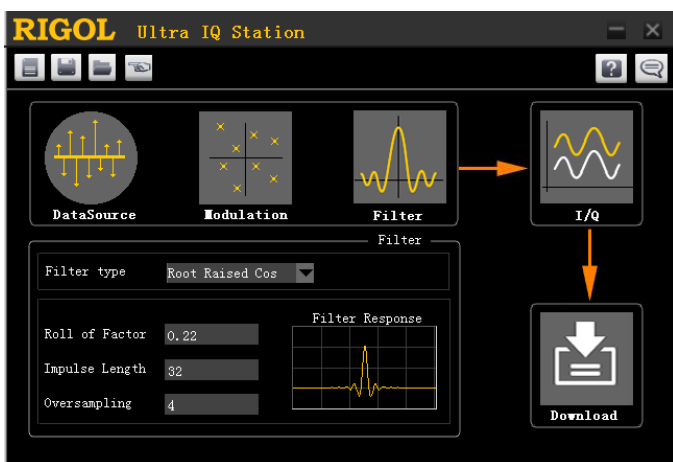 RIGOL Ultra IQ Station
DataSource
Modulation
Filter
I/Q
Filter
Filter type Root Raised Cos
Filter Response
Roll of Factor 0.22
Impulse Length 32
Oversampling 4
Download